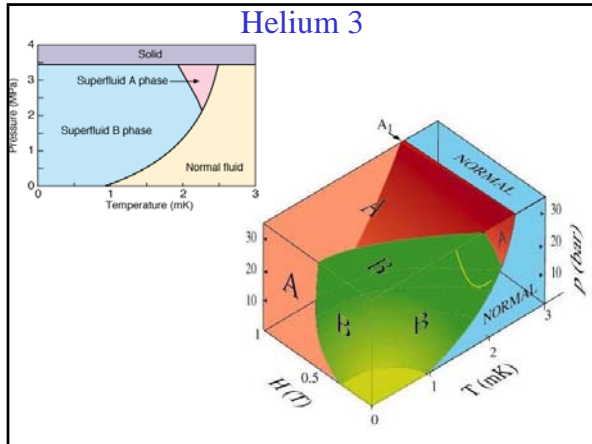 Helium 3
4
3
2
1
0
Pressure (MPa)
Solid
Superfluid A phase
Superfluid B phase
Normal fluid
0
1
2
3
Temperature (mK)
A1
NORMAL
A
A
B
A
B
B
NORMAL
30
20
10
30
20
10
p (bar)
1
0.5
0
H (T)
1
2
3
T (mK)